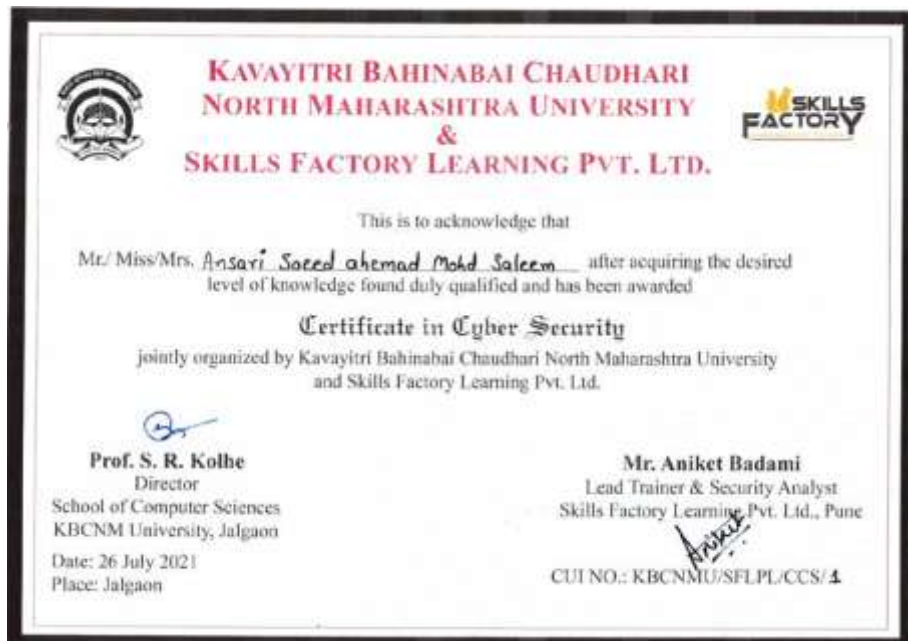 KAVAYITRI BAHINABAI CHAUDHARI
NORTH MAHARASHTRA UNIVERSITY
&
SKILLS FACTORY LEARNING PVT. LTD.
SKILLS
FACTORY
This is to acknowledge that
Mr./ Miss/Mrs. Ansari Saeed ahemad Mohd Saleem after acquiring the desired
level of knowledge found duly qualified and has been awarded
Certificate in Cyber Security
jointly organized by Kavayitri Bahinabai Chaudhari North Maharashtra University
and Skills Factory Learning Pvt. Ltd.
Prof. S. R. Kolhe
Director
School of Computer Sciences
KBCNM University, Jalgaon
Date: 26 July 2021
Place: Jalgaon
Mr. Aniket Badami
Lead Trainer & Security Analyst
Skills Factory Learning Pvt. Ltd., Pune
Aniket
CUI NO.: KBCNMU/SFLPL/CCS/1